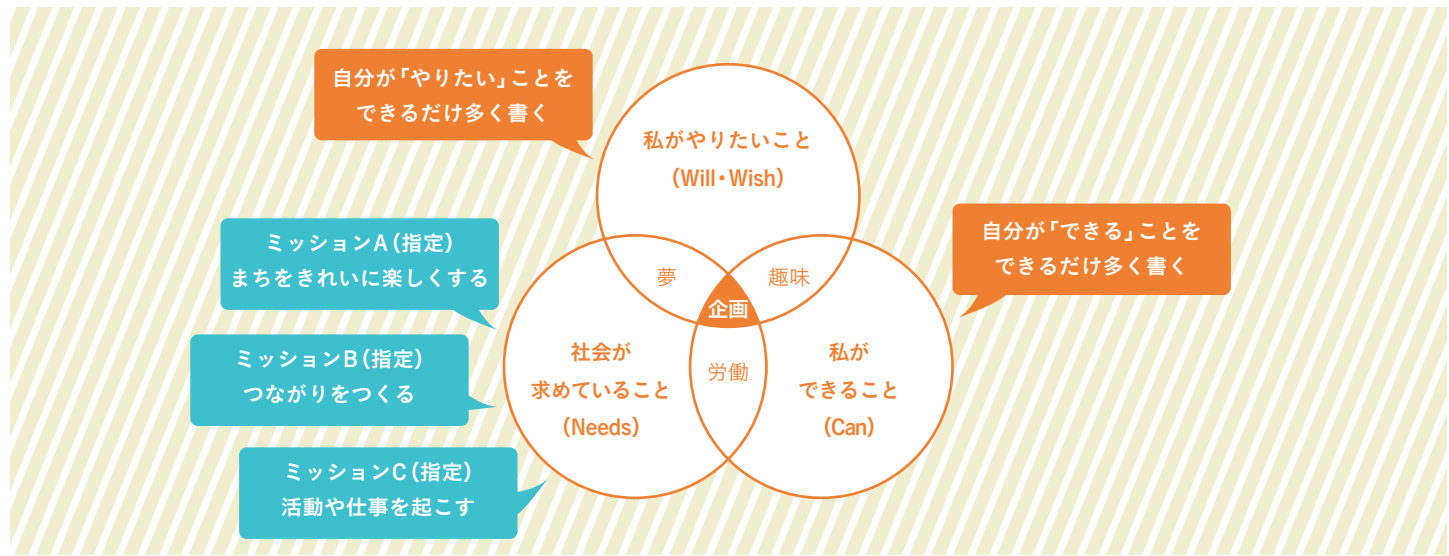 自分が「やりたい」ことを
できるだけ多く書く
私がやりたいこと
(Will・Wish)
自分が「できる」ことを
できるだけ多く書く
ミッションA(指定)
まちをきれいに楽しくする
夢
趣味
企画
ミッションB(指定)
つながりをつくる
社会が
求めていること
(Needs)
労働
私が
できること
(Can)
ミッションC(指定)
活動や仕事を起こす